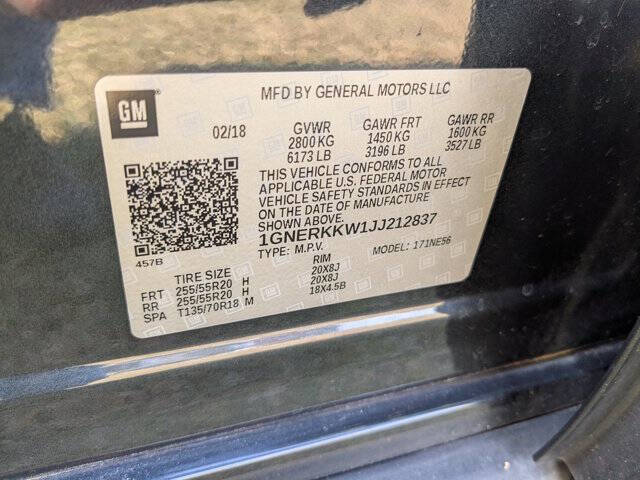 MFD BY GENERAL MOTORS LLC
GM
02/18
GVWR GAWR FRT GAWR RR
2800 KG 1450 KG 1600 KG
6173 LB 3196 LB 3527 LB
THIS VEHICLE CONFORMS TO ALL
APPLICABLE U.S. FEDERAL MOTOR
VEHICLE SAFETY STANDARDS IN EFFECT
ON THE DATE OF MANUFACTURE
SHOWN ABOVE.
1GNERKKW1JJ212837
457B
TYPE: M.P.V. MODEL: 171NE56
TIRE SIZE RIM
FRT 255/55R20 H 20X8J
RR 255/55R20 H 20X8J
SPA T135/70R18 M 18X4.5B